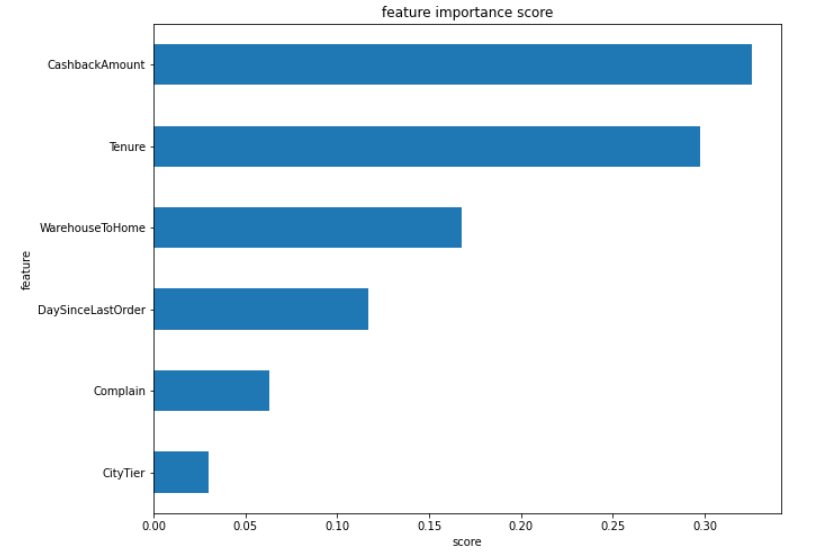 feature importance score
CashbackAmount
Tenure
WarehouseToHome
feature
DaySinceLastOrder
Complain
CityTier
0.00 0.05 0.10 0.15 0.20 0.25 0.30
score